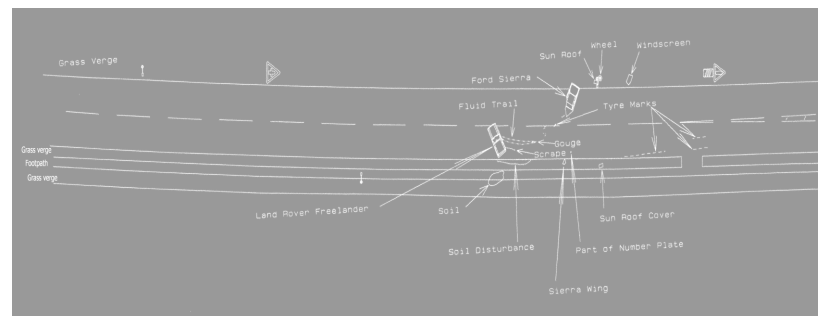 Grass Verge
Sun Roof
Wheel
Windscreen
Ford Sierra
Fluid Trail
Tyre Marks
Gouge
Scrape
Grass verge
Footpath
Grass verge
Land Rover Freelander
Soil
Sun Roof Cover
Soil Disturbance
Part of Number Plate
Sierra Wing